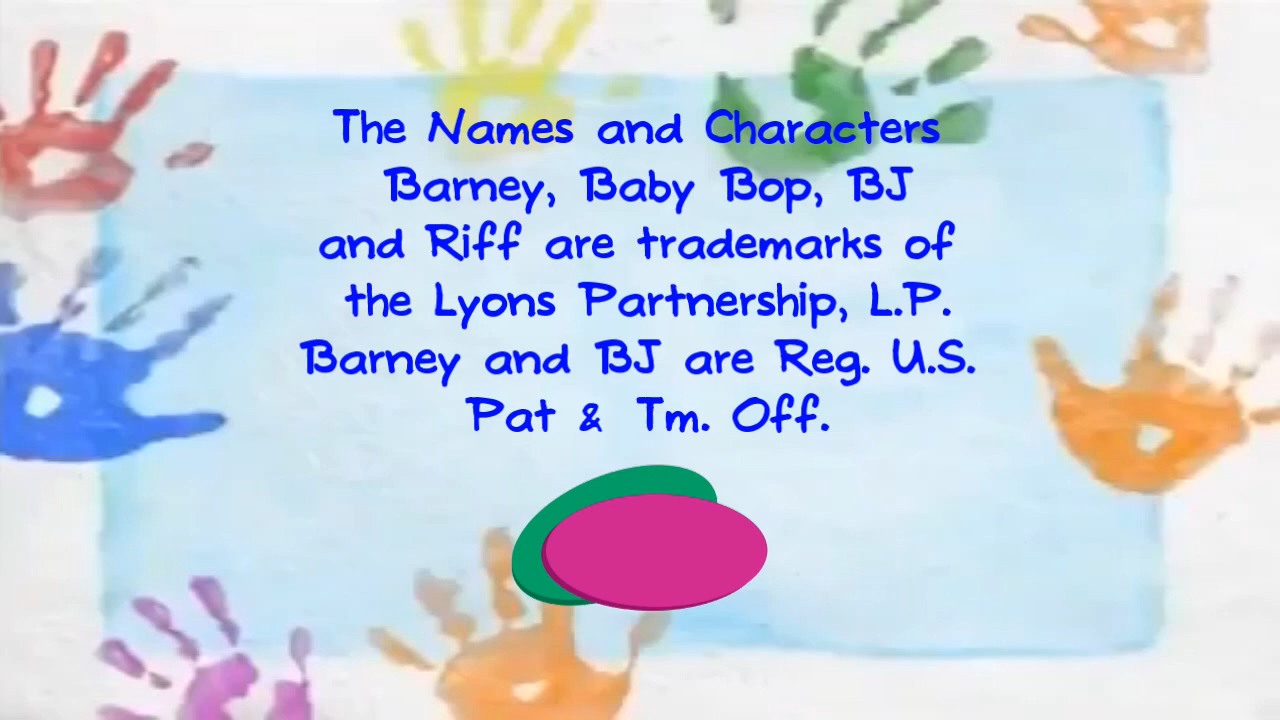 The Names and Characters
Barney, Baby Bop, BJ
and Riff are trademarks of
the Lyons Partnership, L.P.
Barney and BJ are Reg. U.S.
Pat & Tm. Off.